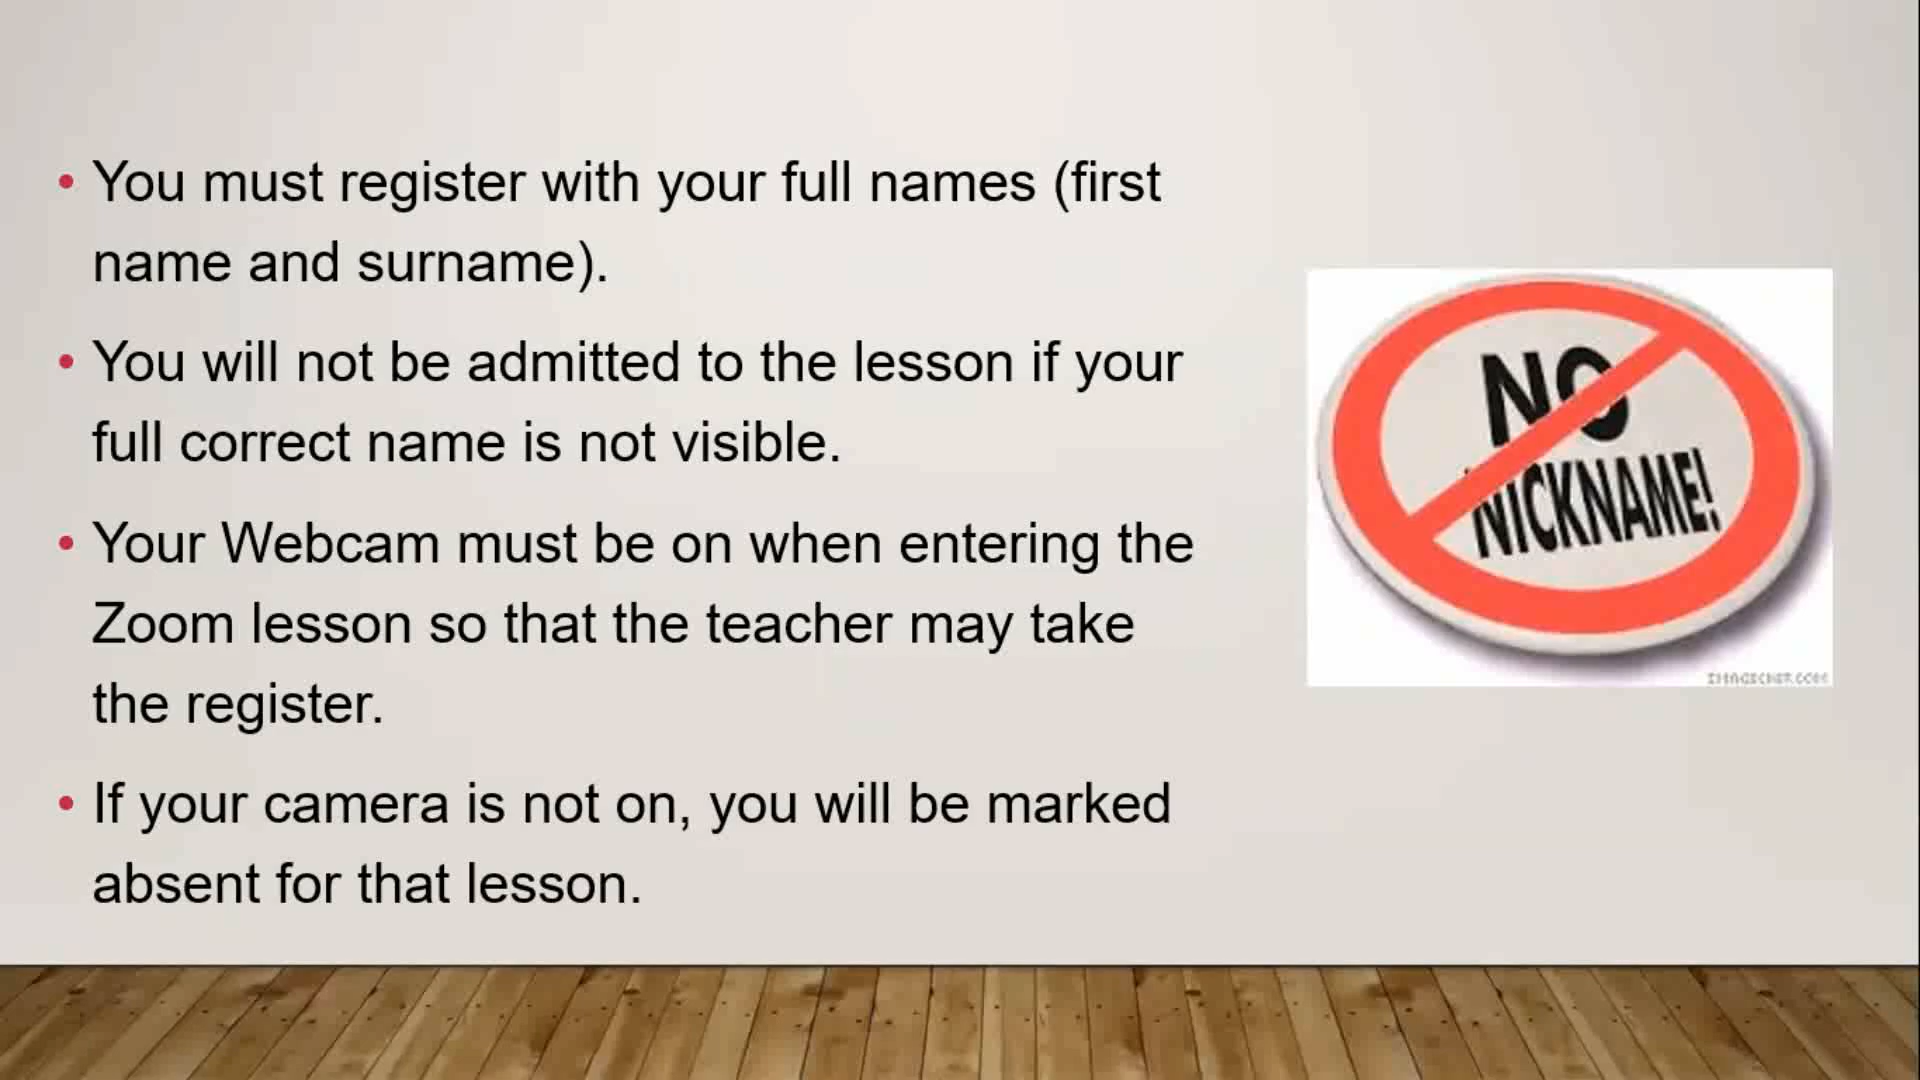 • You must register with your full names (first
name and surname).
• You will not be admitted to the lesson if your
full correct name is not visible.
• Your Webcam must be on when entering the
Zoom lesson so that the teacher may take
the register.
• If your camera is not on, you will be marked
absent for that lesson.
NO
NICKNAME!
IMAGECHEF.COM